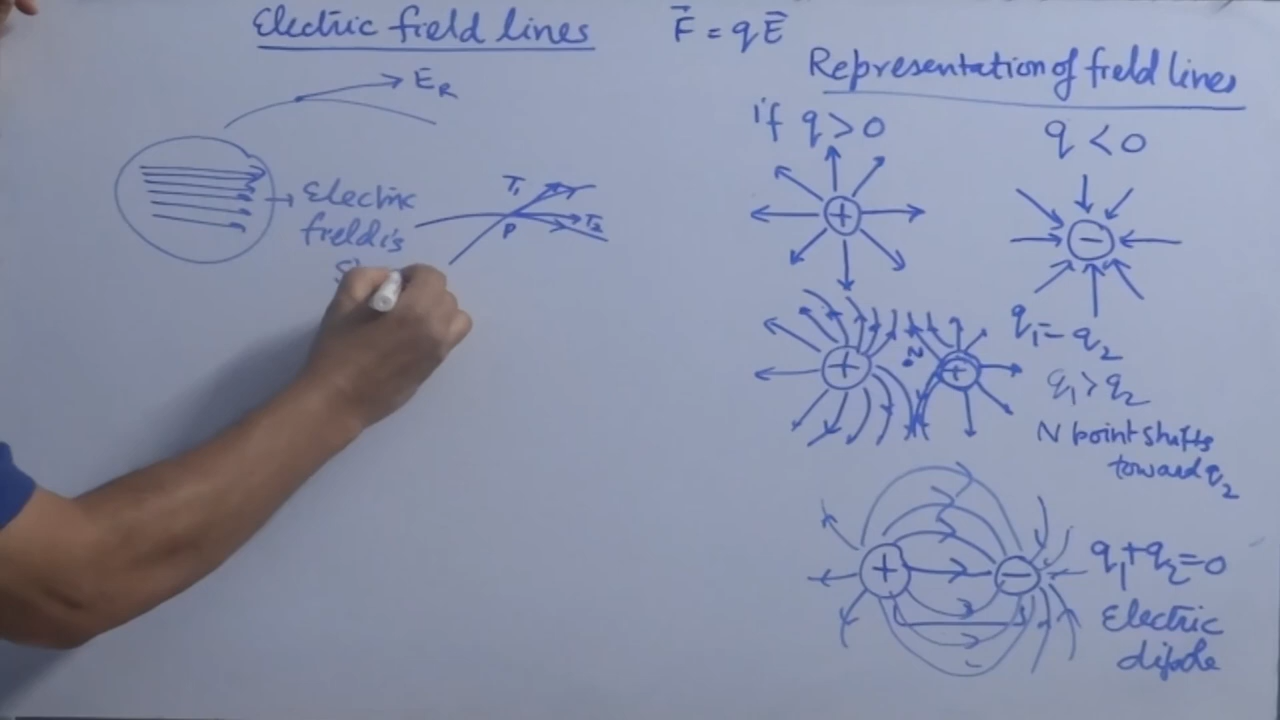 Electric field lines
F = qE
Representation of field lines
E_R
Electric
field is
T₁
P
T₂
if q > 0
q < 0
+
−
+
N
+
q₁ = q₂
q₁ > q₂
N point shifts
toward q₂
+
−
q₁ + q₂ = 0
Electric
dipole